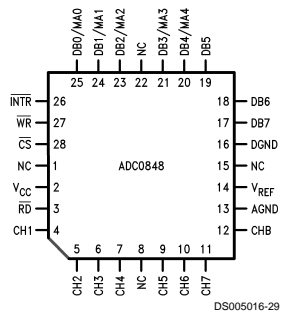 DB0/MA0
DB1/MA1
DB2/MA2
NC
DB3/MA3
DB4/MA4
DB5
25 24 23 22 21 20 19
INTR 26
WR 27
CS 28
NC 1
VCC 2
RD 3
CH1 4
ADC0848
18 DB6
17 DB7
16 DGND
15 NC
14 VREF
13 AGND
12 CHB
5 6 7 8 9 10 11
CH2
CH3
CH4
NC
CH5
CH6
CH7
DS005016-29